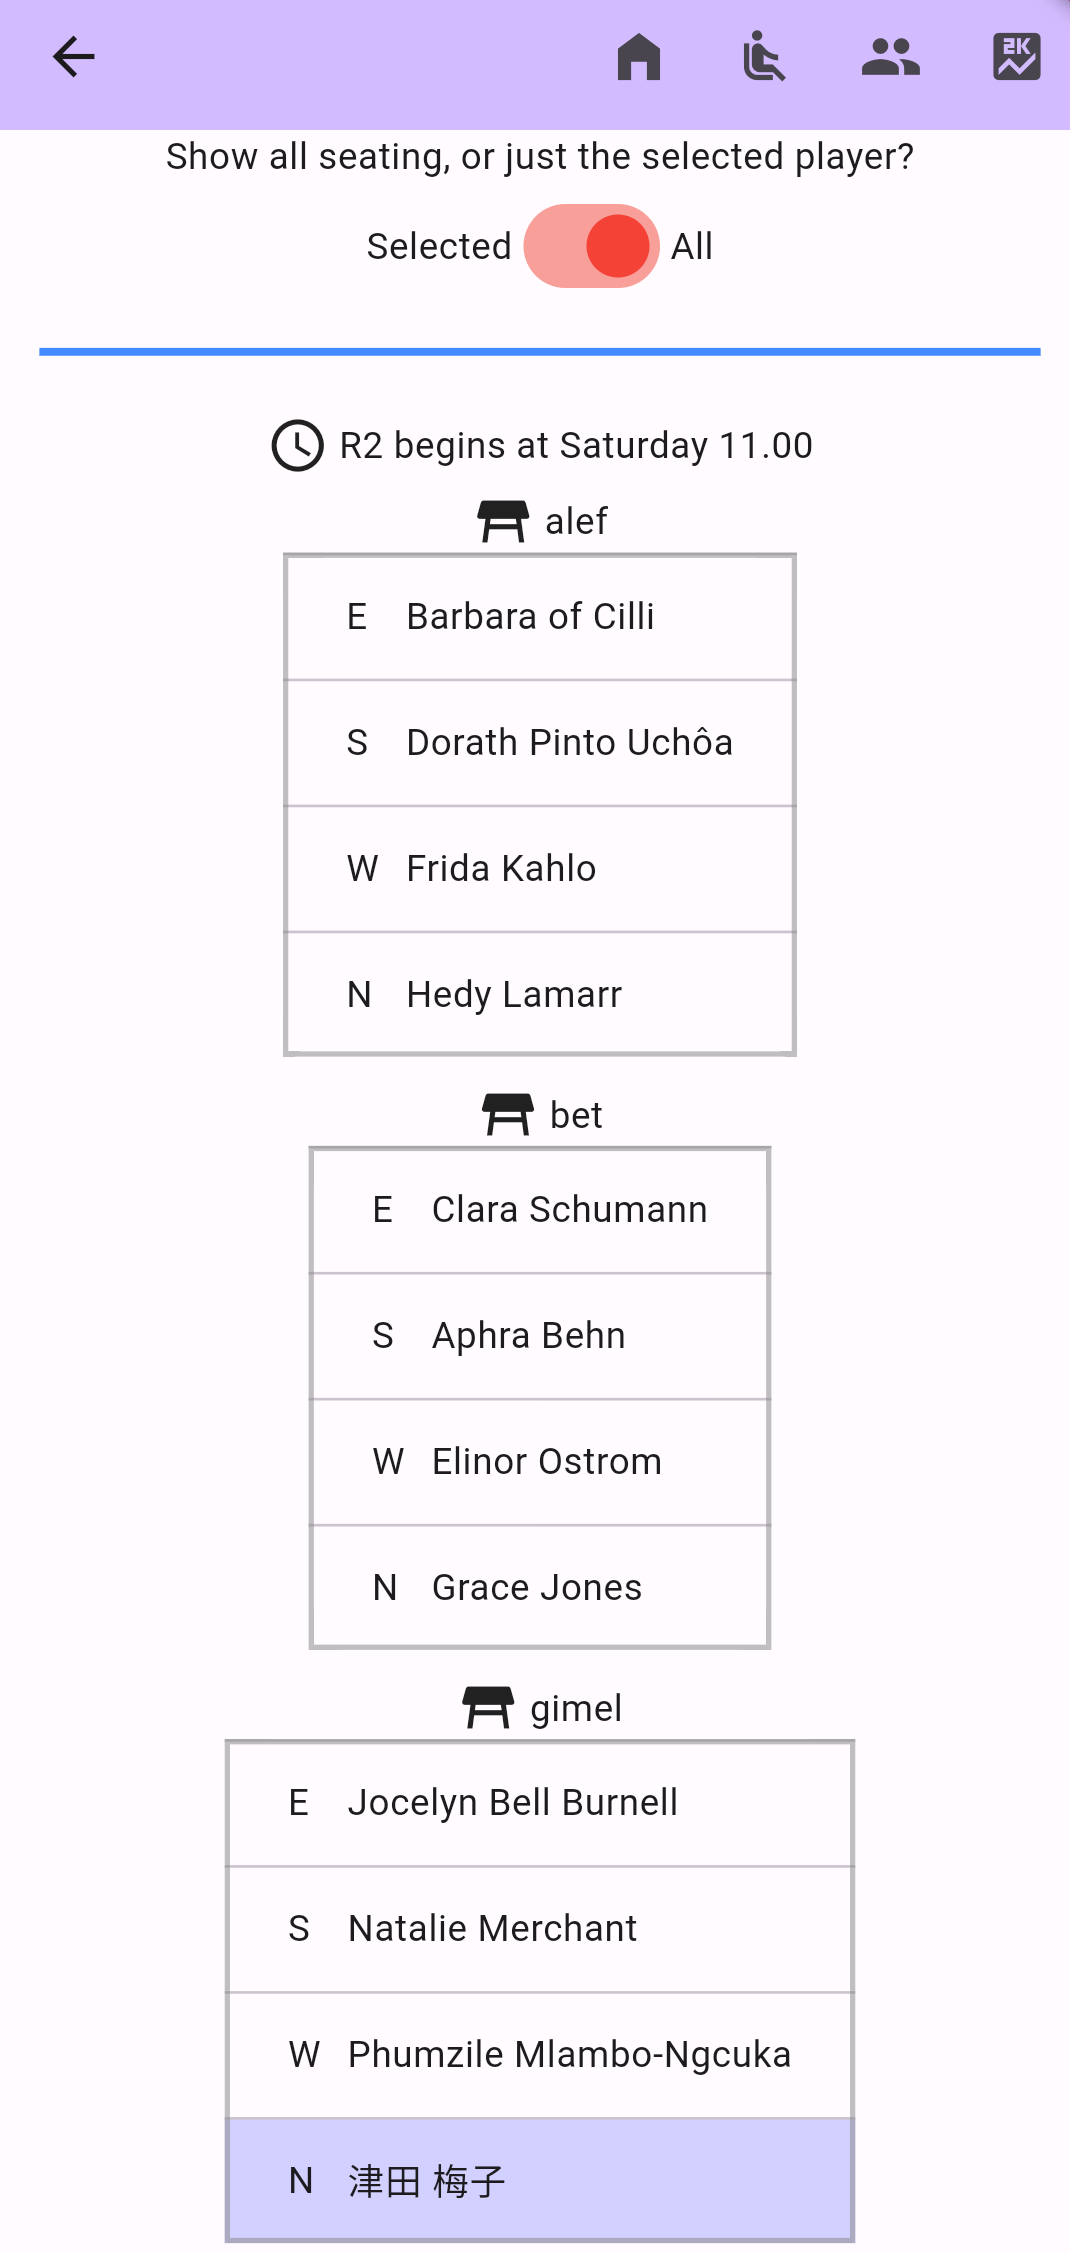 2K
Show all seating, or just the selected player?
Selected All
R2 begins at Saturday 11.00
alef
E Barbara of Cilli
S Dorath Pinto Uchôa
W Frida Kahlo
N Hedy Lamarr
bet
E Clara Schumann
S Aphra Behn
W Elinor Ostrom
N Grace Jones
gimel
E Jocelyn Bell Burnell
S Natalie Merchant
W Phumzile Mlambo-Ngcuka
N 津田 梅子